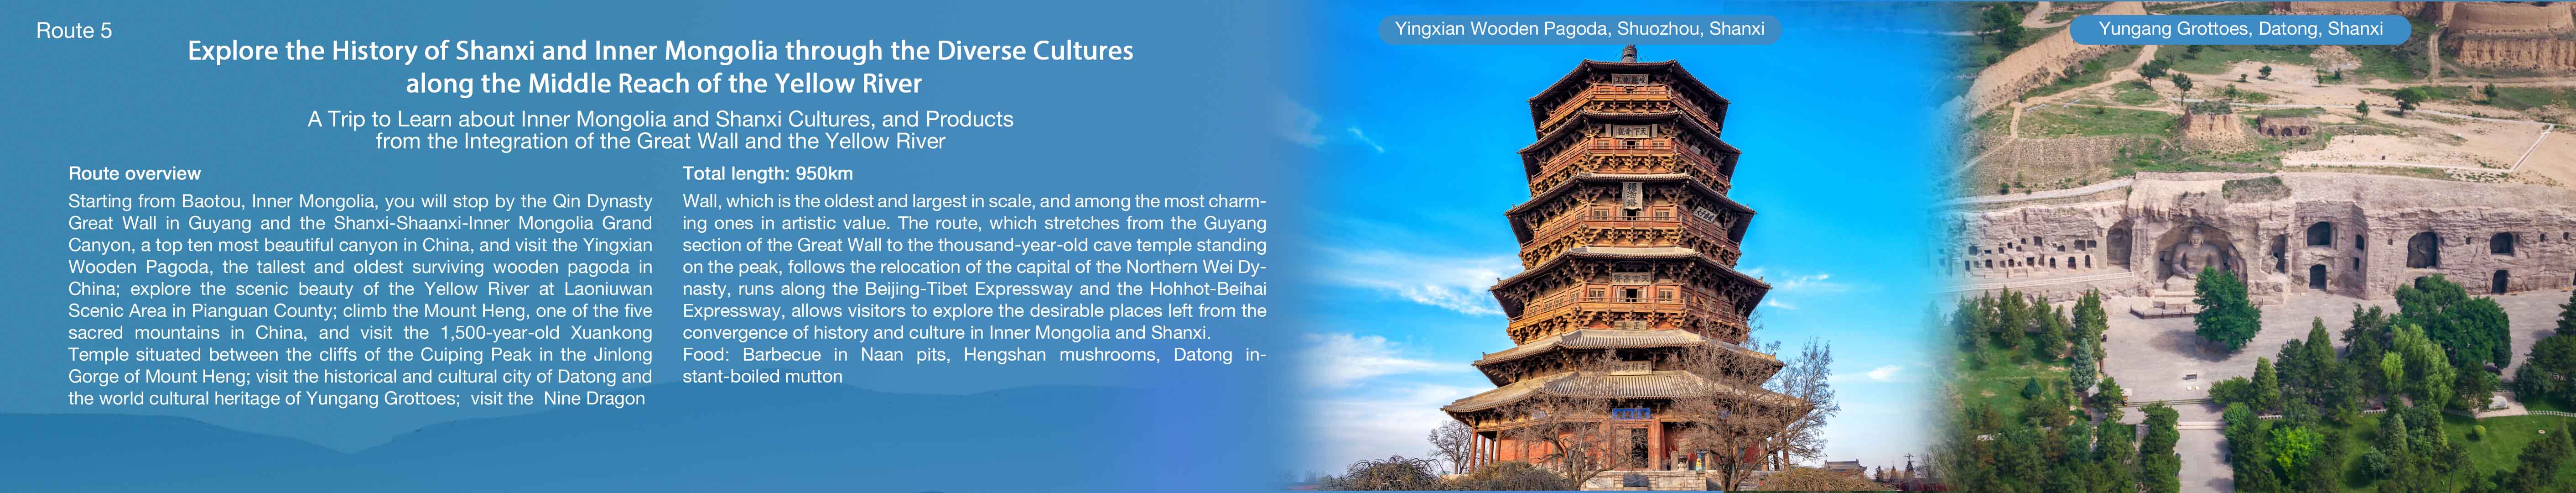 Route 5
Explore the History of Shanxi and Inner Mongolia through the Diverse Cultures
along the Middle Reach of the Yellow River
A Trip to Learn about Inner Mongolia and Shanxi Cultures, and Products
from the Integration of the Great Wall and the Yellow River
Route overview
Starting from Baotou, Inner Mongolia, you will stop by the Qin Dynasty
Great Wall in Guyang and the Shanxi-Shaanxi-Inner Mongolia Grand
Canyon, a top ten most beautiful canyon in China, and visit the Yingxian
Wooden Pagoda, the tallest and oldest surviving wooden pagoda in
China; explore the scenic beauty of the Yellow River at Laoniuwan
Scenic Area in Pianguan County; climb the Mount Heng, one of the five
sacred mountains in China, and visit the 1,500-year-old Xuankong
Temple situated between the cliffs of the Cuiping Peak in the Jinlong
Gorge of Mount Heng; visit the historical and cultural city of Datong and
the world cultural heritage of Yungang Grottoes; visit the Nine Dragon
Total length: 950km
Wall, which is the oldest and largest in scale, and among the most charm-
ing ones in artistic value. The route, which stretches from the Guyang
section of the Great Wall to the thousand-year-old cave temple standing
on the peak, follows the relocation of the capital of the Northern Wei Dy-
nasty, runs along the Beijing-Tibet Expressway and the Hohhot-Beihai
Expressway, allows visitors to explore the desirable places left from the
convergence of history and culture in Inner Mongolia and Shanxi.
Food: Barbecue in Naan pits, Hengshan mushrooms, Datong in-
stant-boiled mutton
Yingxian Wooden Pagoda, Shuozhou, Shanxi
Yungang Grottoes, Datong, Shanxi